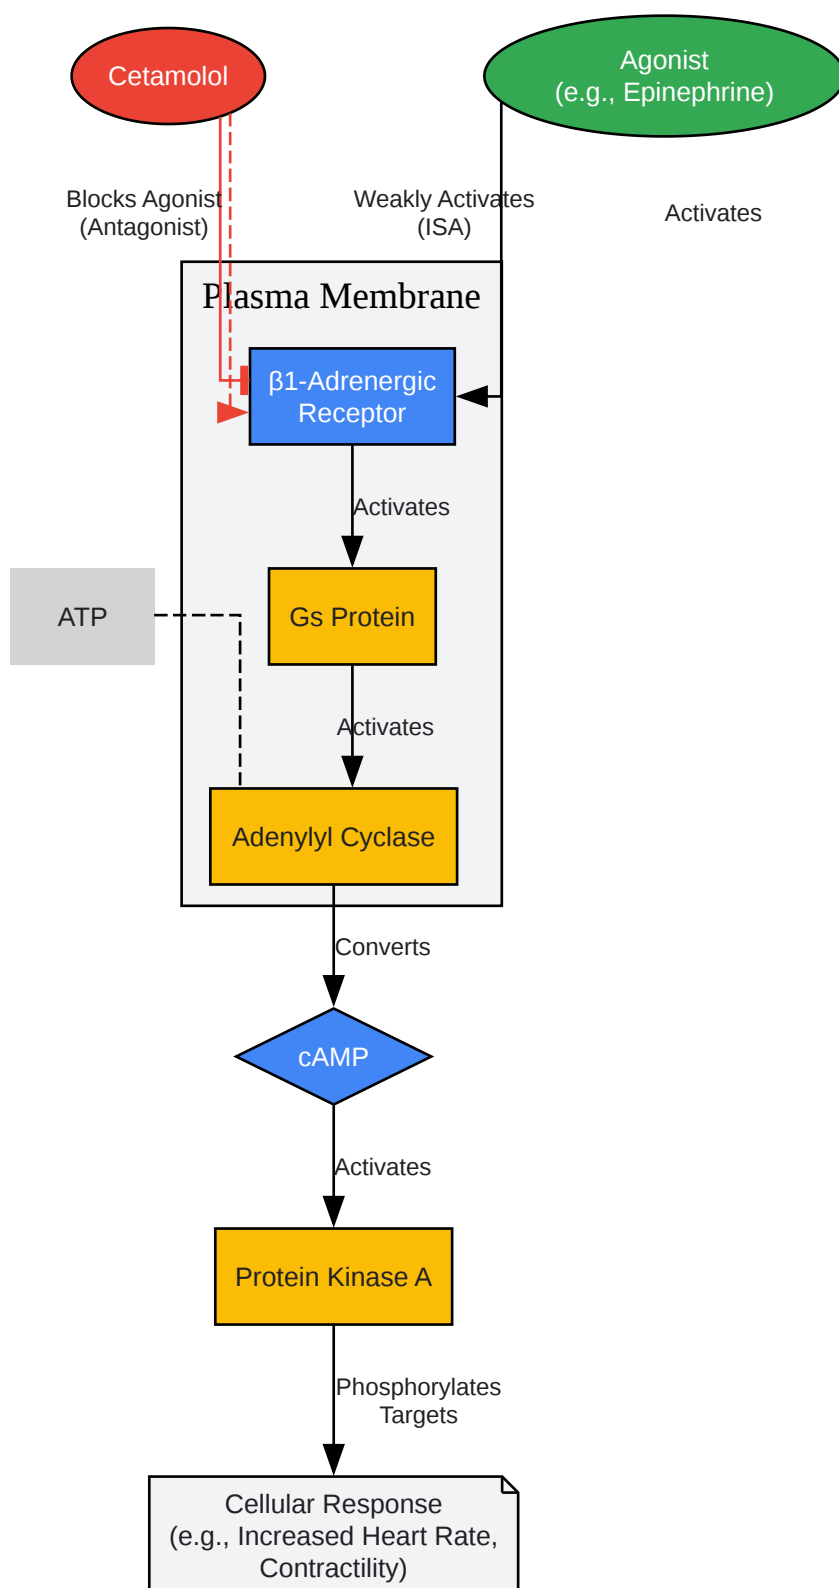 Cetamolol
Agonist
(e.g., Epinephrine)
Blocks Agonist
(Antagonist)
Weakly Activates
(ISA)
Activates
Plasma Membrane
β1-Adrenergic
Receptor
Activates
ATP
Gs Protein
Activates
Adenylyl Cyclase
Converts
cAMP
Activates
Protein Kinase A
Phosphorylates
Targets
Cellular Response
(e.g., Increased Heart Rate,
Contractility)